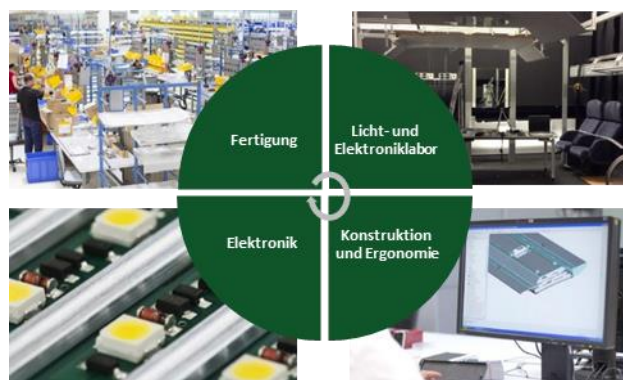 Fertigung
Licht- und
Elektroniklabor
Elektronik
Konstruktion
und Ergonomie